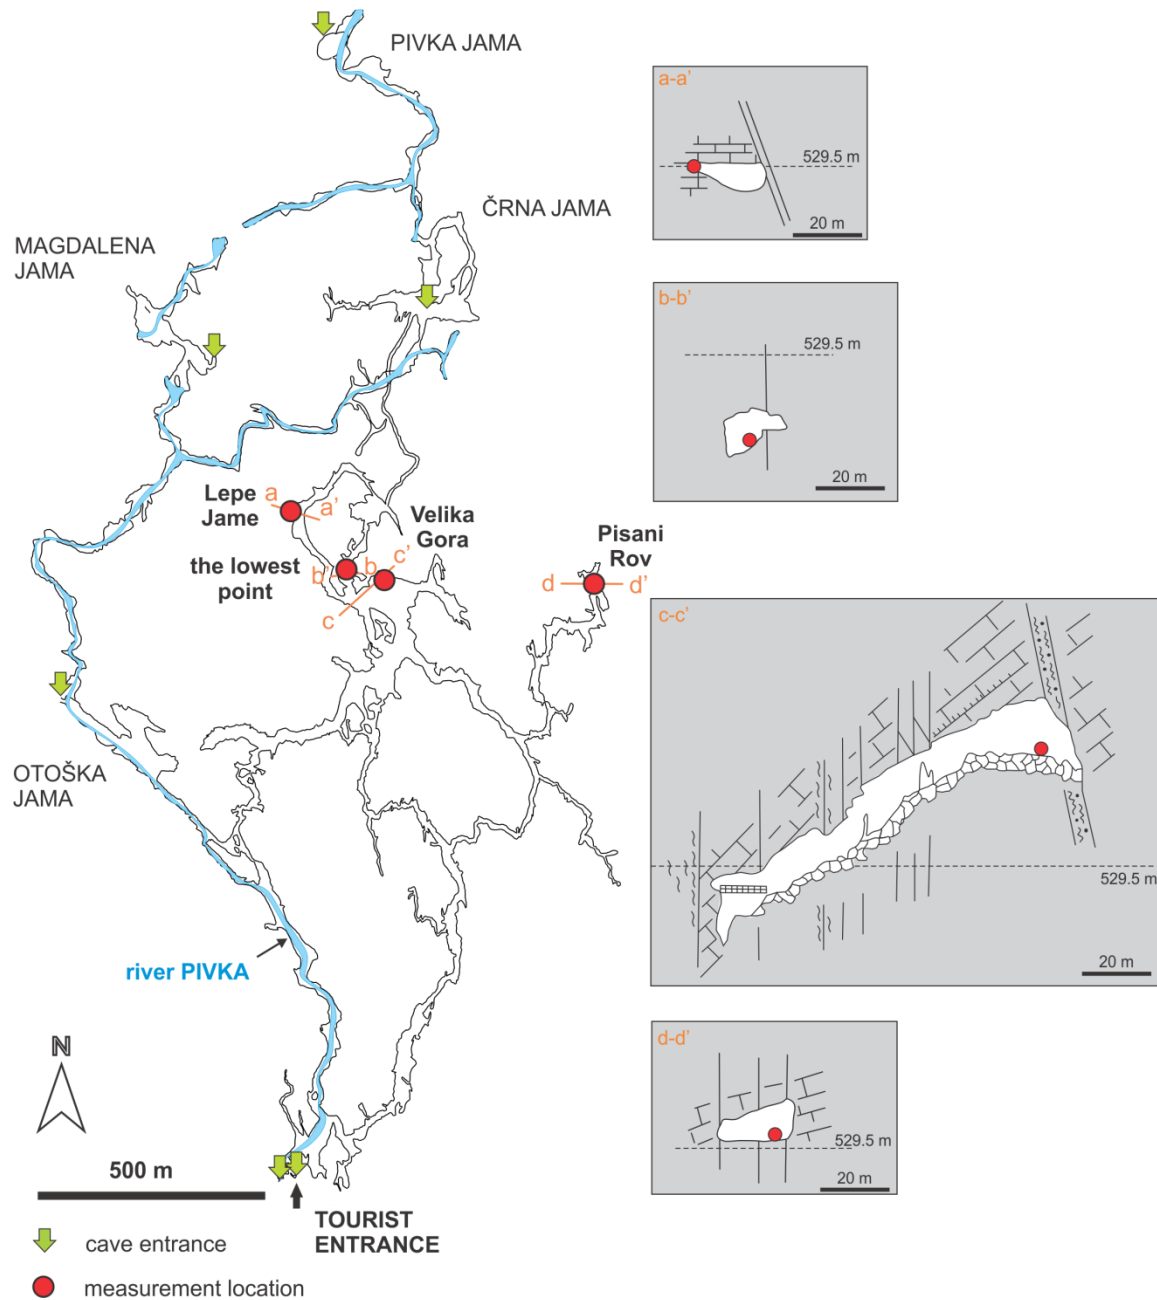 PIVKA JAMA
ČRNA JAMA
MAGDALENA
JAMA
Lepe
Jame
a
a'
Velika
Gora
the lowest
point
b'
b
c'
c
Pisani
Rov
d
d'
OTOŠKA
JAMA
river PIVKA
N
500 m
TOURIST
ENTRANCE
cave entrance
measurement location
a-a'
529.5 m
20 m
b-b'
529.5 m
20 m
c-c'
529.5 m
20 m
d-d'
529.5 m
20 m